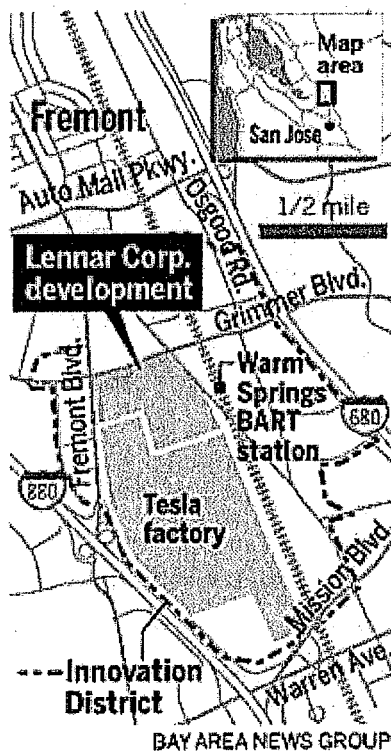 Map
area
San Jose
Fremont
Auto Mall Pkwy.
Osgood Rd.
1/2 mile
Lennar Corp.
development
Grimmer Blvd.
Fremont Blvd.
Warm
Springs
BART
station
680
880
Tesla
factory
Mission Blvd.
Innovation
District
Warren Ave.
BAY AREA NEWS GROUP